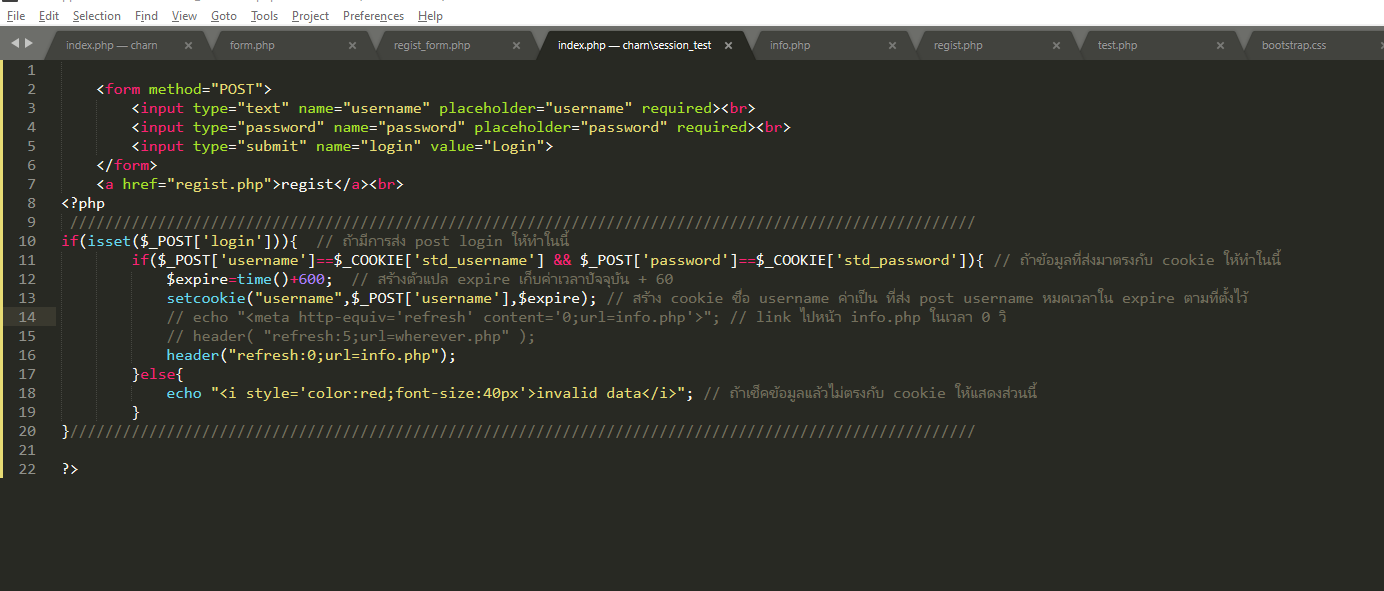 File Edit Selection Find View Goto Tools Project Preferences Help
index.php — charn × form.php × regist_form.php × index.php — charn\session_test × info.php × regist.php × test.php × bootstrap.css
1
2 <form method="POST">
3 <input type="text" name="username" placeholder="username" required><br>
4 <input type="password" name="password" placeholder="password" required><br>
5 <input type="submit" name="login" value="Login">
6 </form>
7 <a href="regist.php">regist</a><br>
8 <?php
9 ///////////////////////////////////////////////////////////////////////////////////////////////////////
10 if(isset($_POST['login'])){ // ถ้ามีการส่ง post login ให้ทำในนี้
11 if($_POST['username']==$_COOKIE['std_username'] && $_POST['password']==$_COOKIE['std_password']){ // ถ้าข้อมูลที่ส่งมาตรงกับ cookie ให้ทำในนี้
12 $expire=time()+600; // สร้างตัวแปล expire เก็บค่าเวลาปัจจุบัน + 60
13 setcookie("username",$_POST['username'],$expire); // สร้าง cookie ชื่อ username ค่าเป็น ที่ส่ง post username หมดเวลาใน expire ตามที่ตั้งไว้
14 // echo "<meta http-equiv='refresh' content='0;url=info.php'>"; // link ไปหน้า info.php ในเวลา 0 วิ
15 // header( "refresh:5;url=wherever.php" );
16 header("refresh:0;url=info.php");
17 }else{
18 echo "<i style='color:red;font-size:40px'>invalid data</i>"; // ถ้าเช็คข้อมูลแล้วไม่ตรงกับ cookie ให้แสดงส่วนนี้
19 }
20 }///////////////////////////////////////////////////////////////////////////////////////////////////////
21
22 ?>